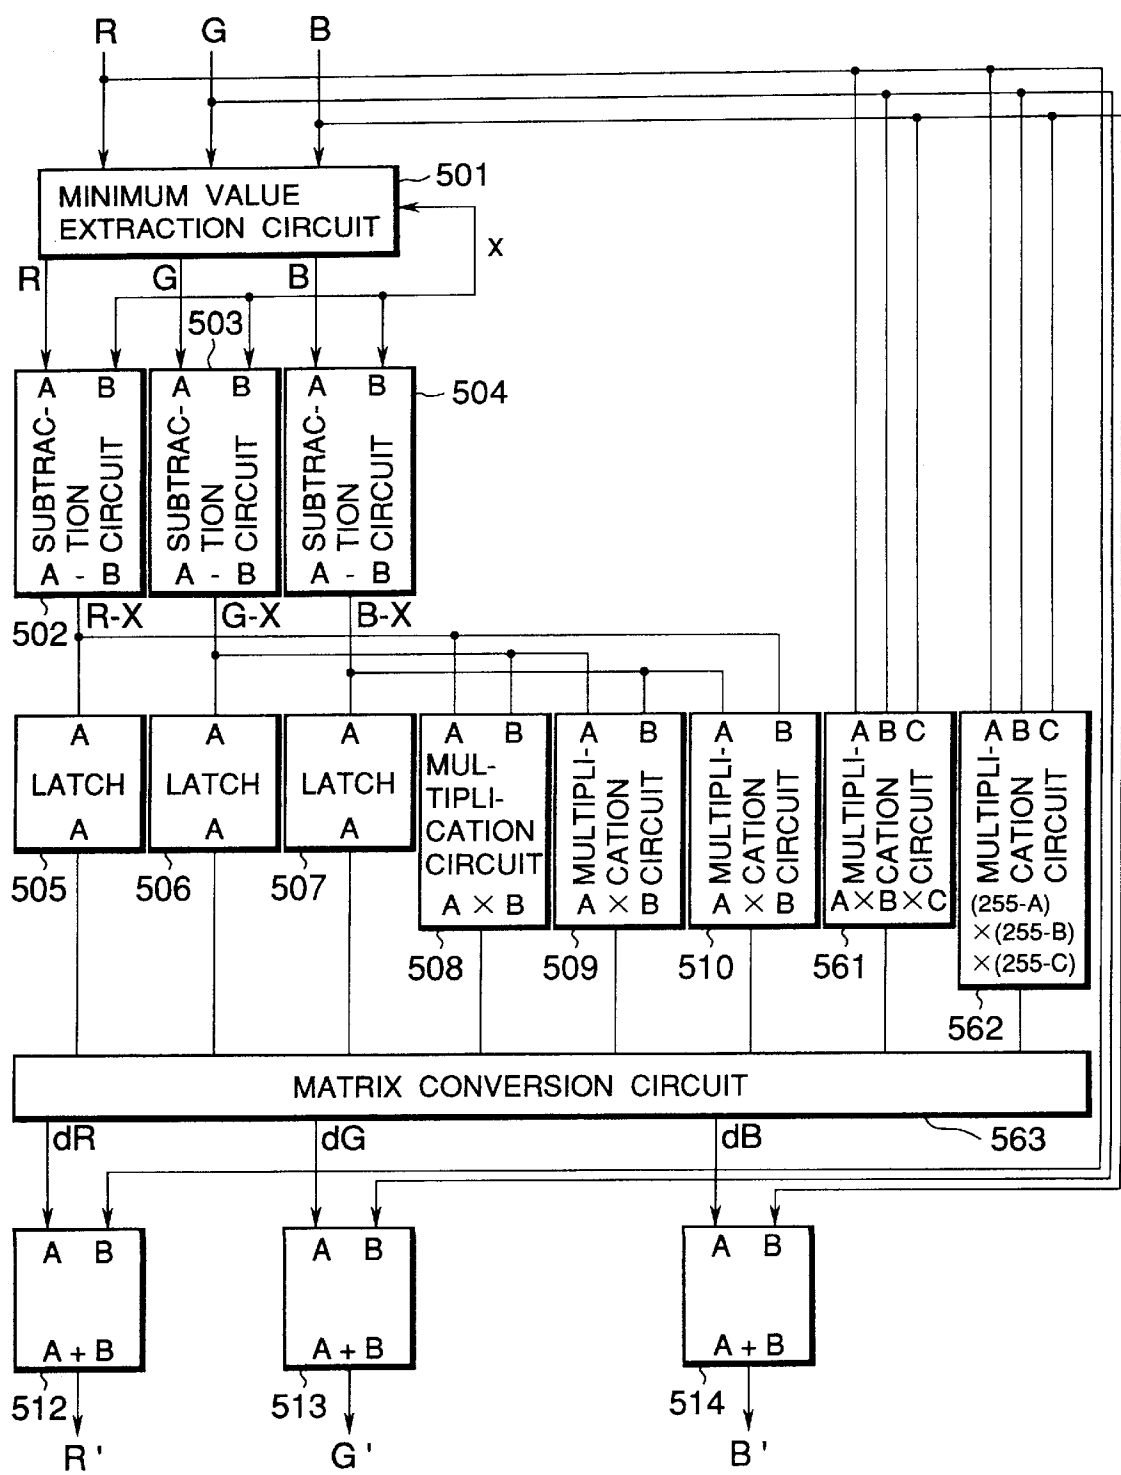 R G B
MINIMUM VALUE
EXTRACTION CIRCUIT
501
x
R G B
503
A B A B A B
504
SUBTRAC-
TION
CIRCUIT
SUBTRAC-
TION
CIRCUIT
SUBTRAC-
TION
CIRCUIT
A - B A - B A - B
502
R-X G-X B-X
A
LATCH
A
505
A
LATCH
A
506
A
LATCH
A
507
A B
MUL-
TIPLI-
CATION
CIRCUIT
A × B
508
A B
MULTIPLI-
CATION
CIRCUIT
A × B
509
A B
MULTIPLI-
CATION
CIRCUIT
A × B
510
A B C
MULTIPLI-
CATION
CIRCUIT
A×B×C
561
A B C
MULTIPLI-
CATION
CIRCUIT
(255-A)
×(255-B)
×(255-C)
562
MATRIX CONVERSION CIRCUIT
563
dR dG dB
A B
A + B
512
R'
A B
A + B
513
G'
A B
A + B
514
B'